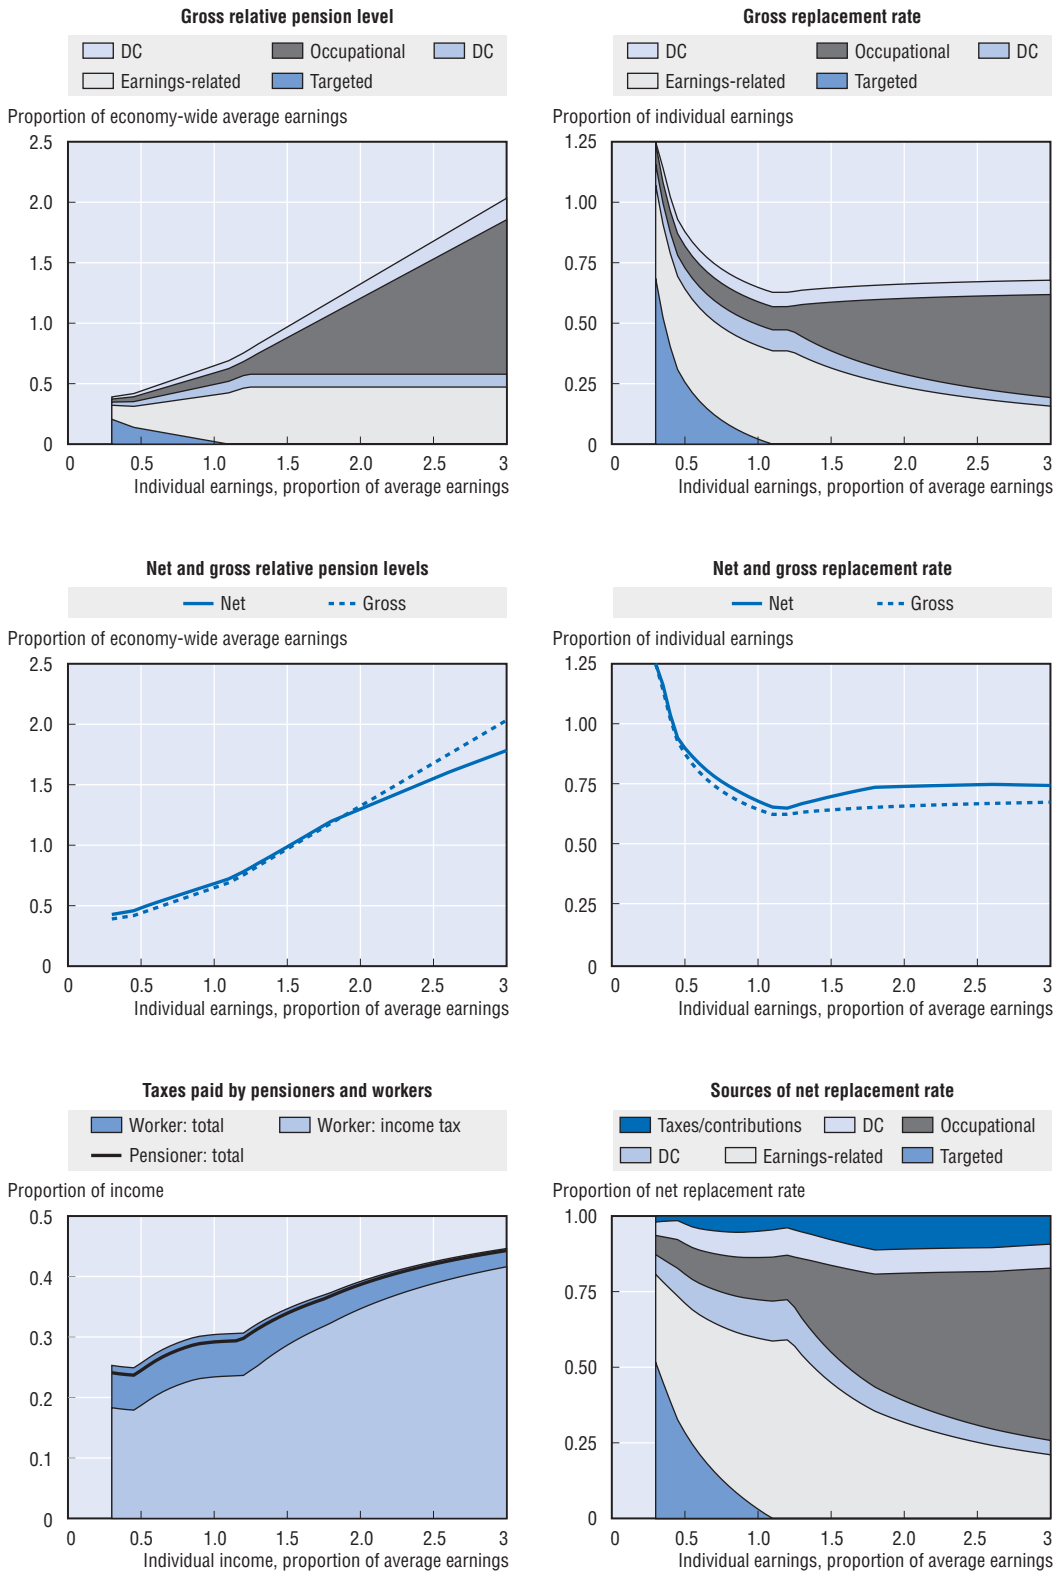 Gross relative pension level
DC Occupational DC
Earnings-related Targeted
Proportion of economy-wide average earnings
2.5
2.0
1.5
1.0
0.5
0
0 0.5 1.0 1.5 2.0 2.5 3
Individual earnings, proportion of average earnings
Gross replacement rate
DC Occupational DC
Earnings-related Targeted
Proportion of individual earnings
1.25
1.00
0.75
0.50
0.25
0
0 0.5 1.0 1.5 2.0 2.5 3
Individual earnings, proportion of average earnings
Net and gross relative pension levels
Net Gross
Proportion of economy-wide average earnings
2.5
2.0
1.5
1.0
0.5
0
0 0.5 1.0 1.5 2.0 2.5 3
Individual earnings, proportion of average earnings
Net and gross replacement rate
Net Gross
Proportion of individual earnings
1.25
1.00
0.75
0.50
0.25
0
0 0.5 1.0 1.5 2.0 2.5 3
Individual earnings, proportion of average earnings
Taxes paid by pensioners and workers
Worker: total Worker: income tax
Pensioner: total
Proportion of income
0.5
0.4
0.3
0.2
0.1
0
0 0.5 1.0 1.5 2.0 2.5 3
Individual income, proportion of average earnings
Sources of net replacement rate
Taxes/contributions DC Occupational
DC Earnings-related Targeted
Proportion of net replacement rate
1.00
0.75
0.50
0.25
0
0 0.5 1.0 1.5 2.0 2.5 3
Individual earnings, proportion of average earnings